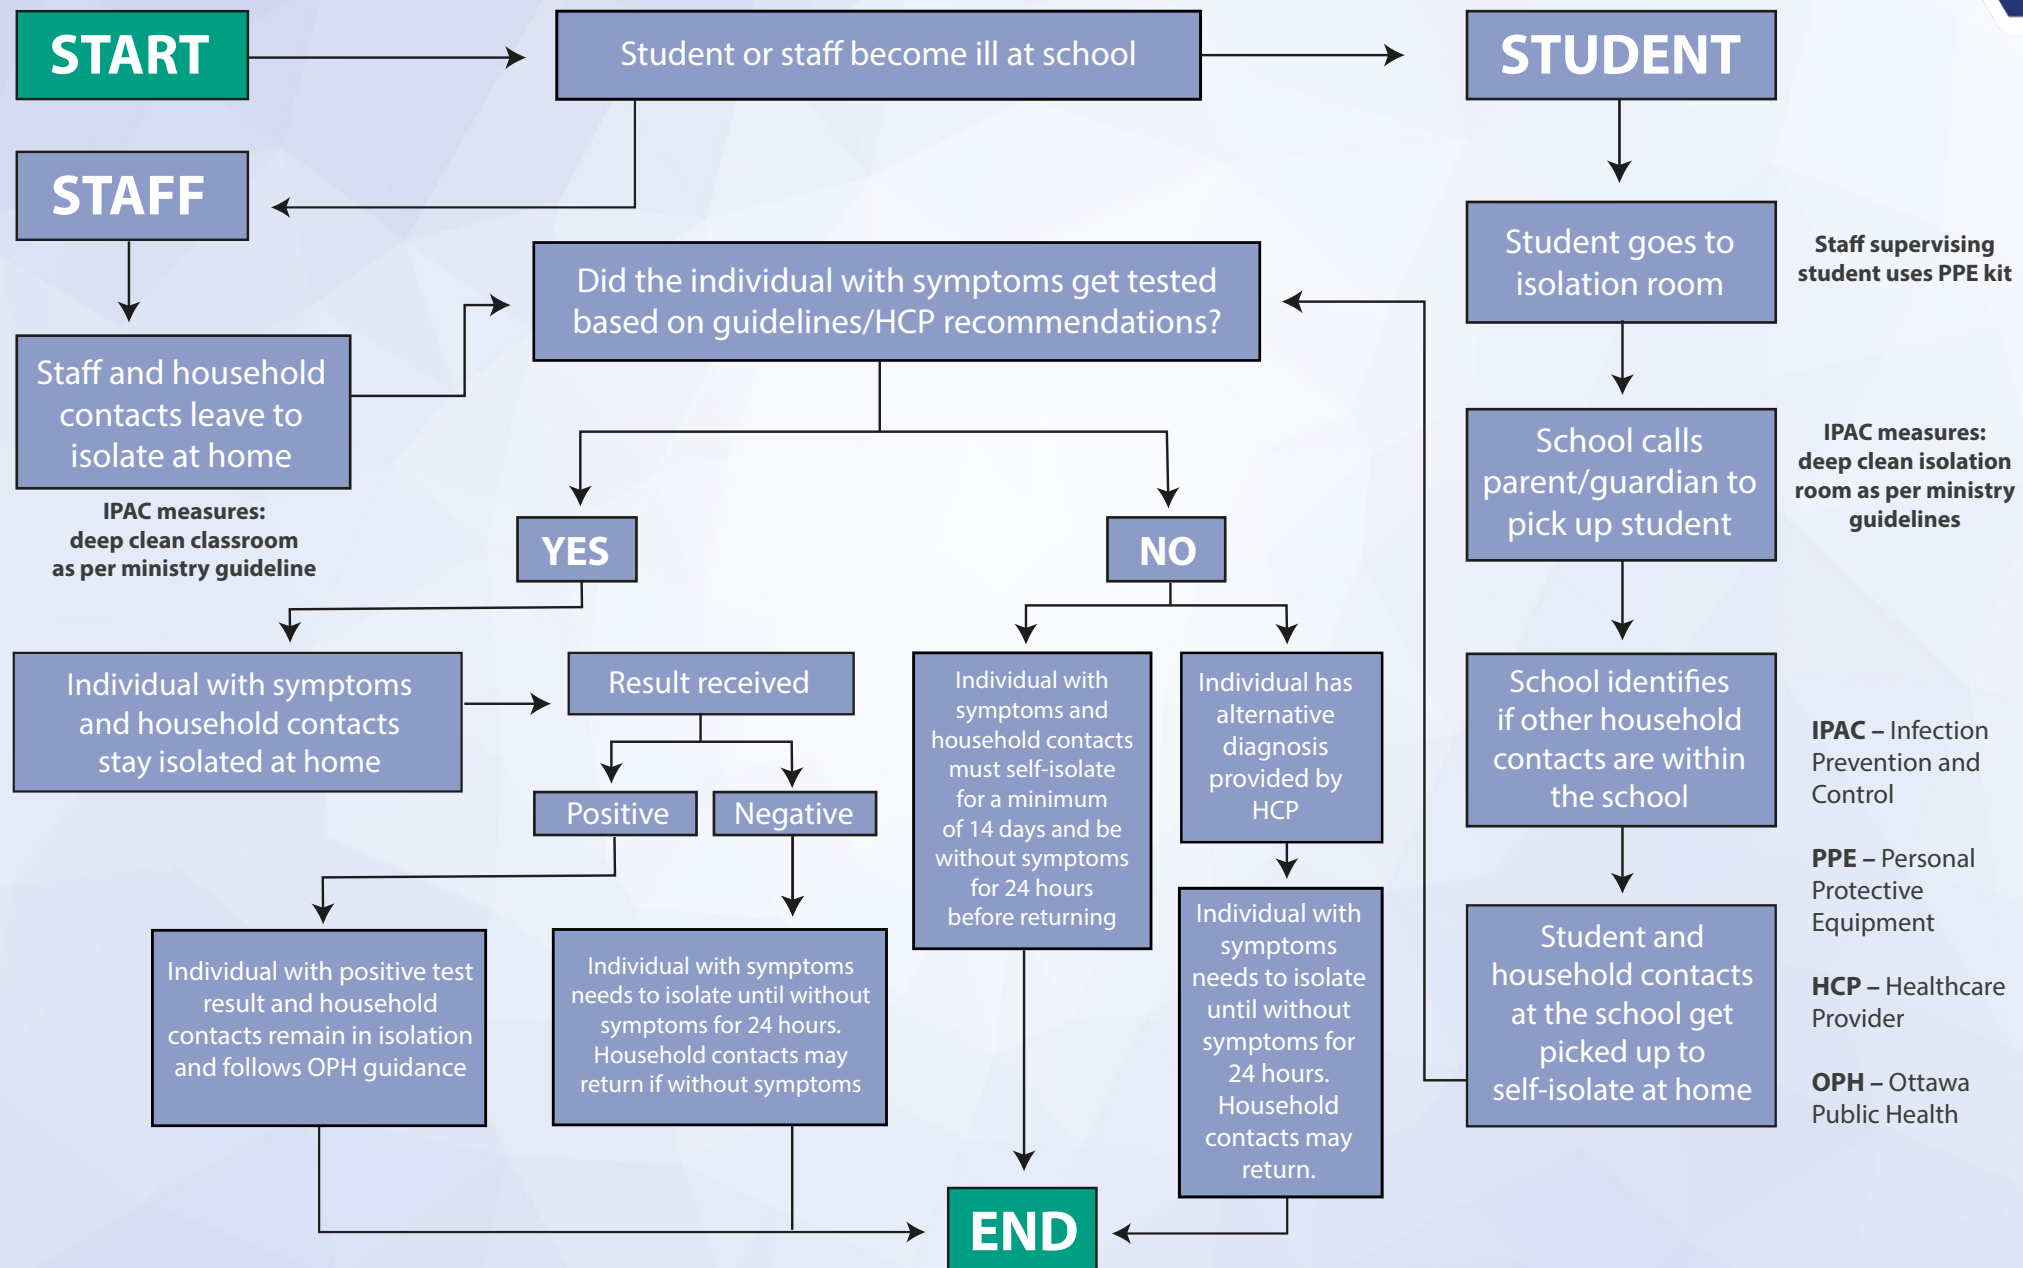 START
Student or staff become ill at school
STUDENT
STAFF
Staff and household
contacts leave to
isolate at home
IPAC measures:
deep clean classroom
as per ministry guideline
Student goes to
isolation room
Staff supervising
student uses PPE kit
School calls
parent/guardian to
pick up student
IPAC measures:
deep clean isolation
room as per ministry
guidelines
School identifies
if other household
contacts are within
the school
Student and
household contacts
at the school get
picked up to
self-isolate at home
Did the individual with symptoms get tested
based on guidelines/HCP recommendations?
YES
NO
Individual with symptoms
and household contacts
stay isolated at home
Result received
Positive
Negative
Individual with positive test
result and household
contacts remain in isolation
and follows OPH guidance
Individual with symptoms
needs to isolate until without
symptoms for 24 hours.
Household contacts may
return if without symptoms
Individual with
symptoms and
household contacts
must self-isolate
for a minimum
of 14 days and be
without symptoms
for 24 hours
before returning
Individual has
alternative
diagnosis
provided by
HCP
Individual with
symptoms
needs to isolate
until without
symptoms for
24 hours.
Household
contacts may
return.
END
IPAC – Infection
Prevention and
Control
PPE – Personal
Protective
Equipment
HCP – Healthcare
Provider
OPH – Ottawa
Public Health